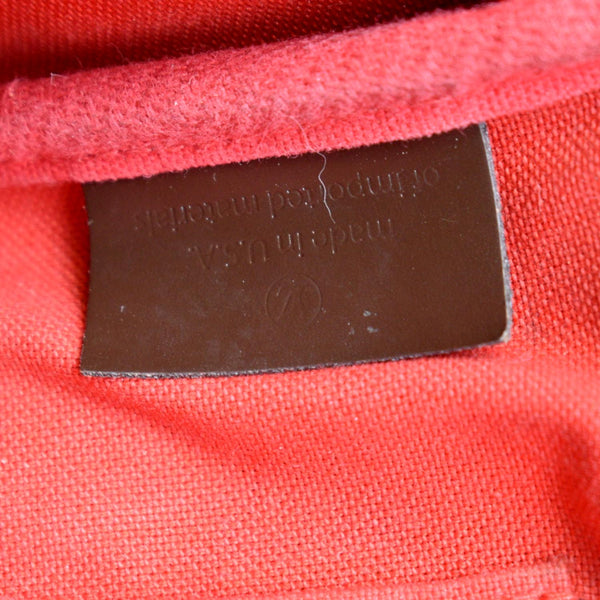 made in U.S.A.
of imported materials